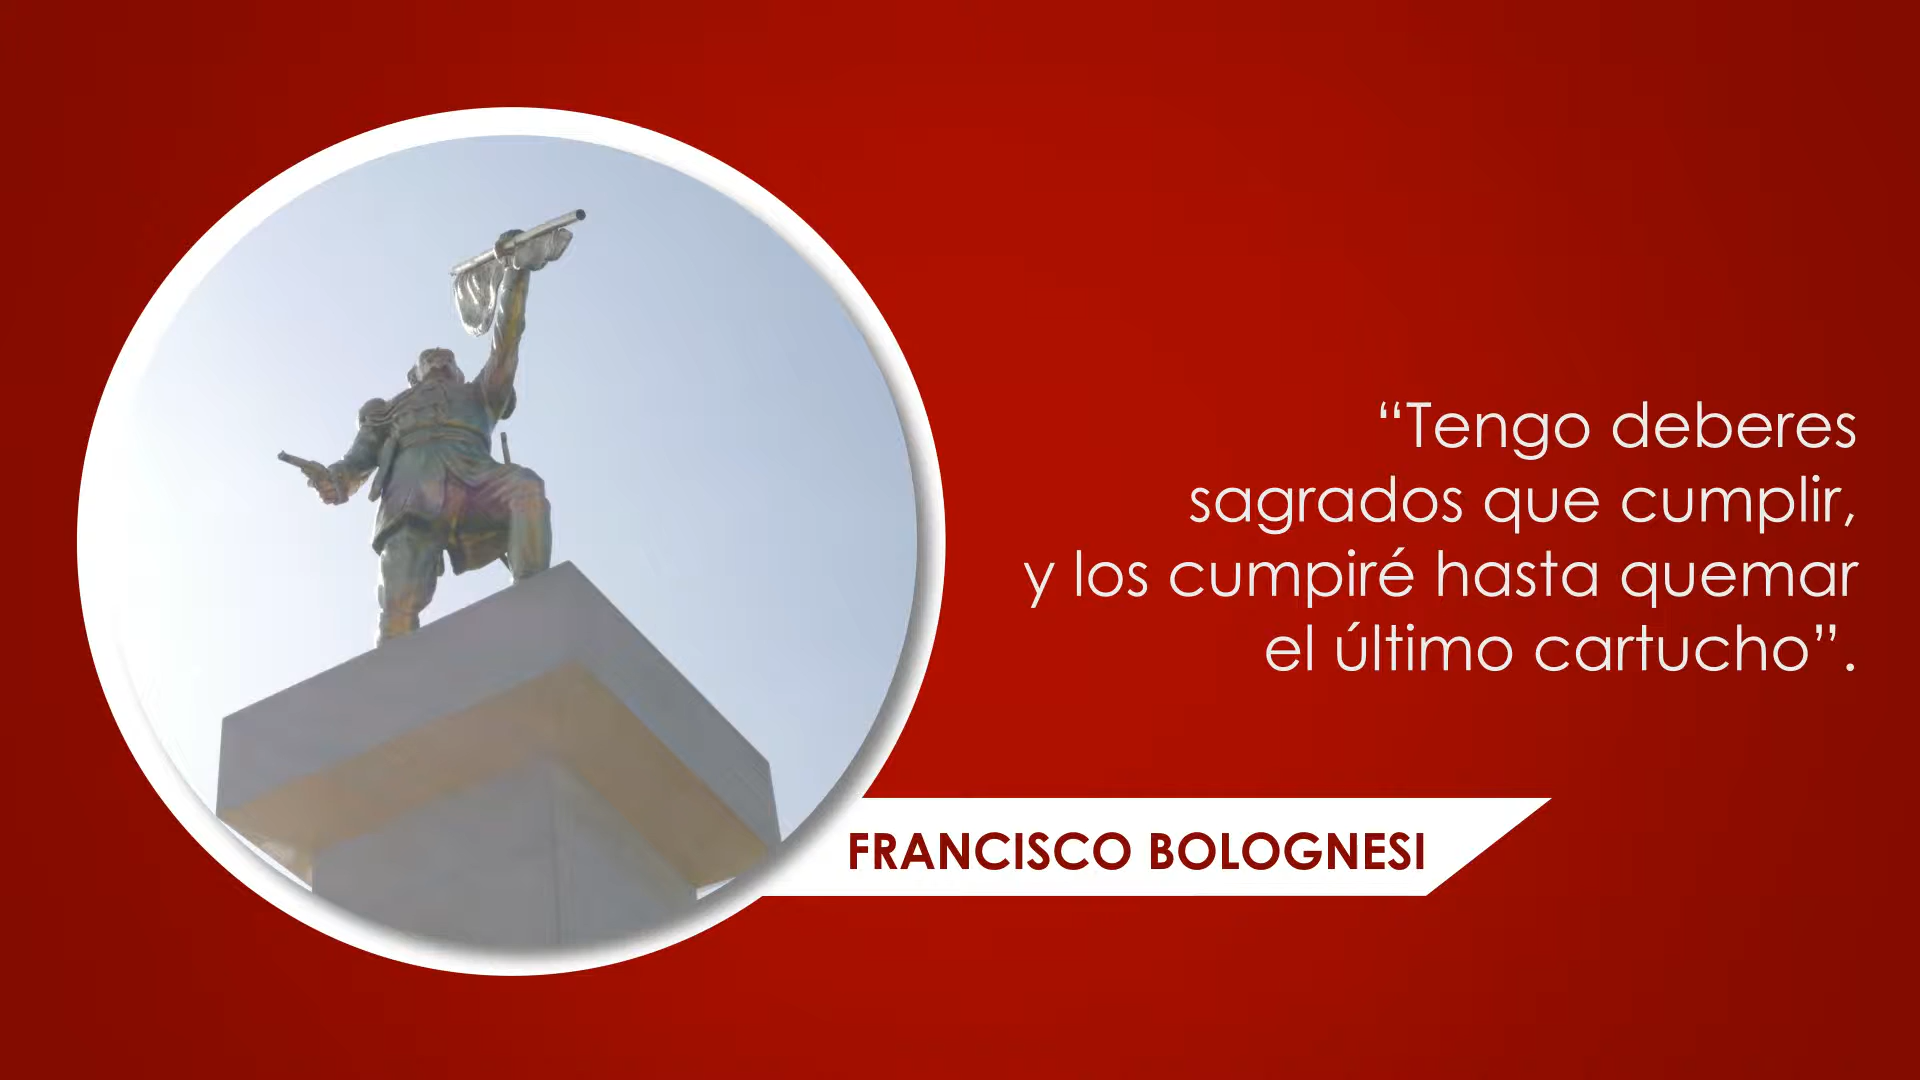 “Tengo deberes
sagrados que cumplir,
y los cumpiré hasta quemar
el último cartucho”.
FRANCISCO BOLOGNESI